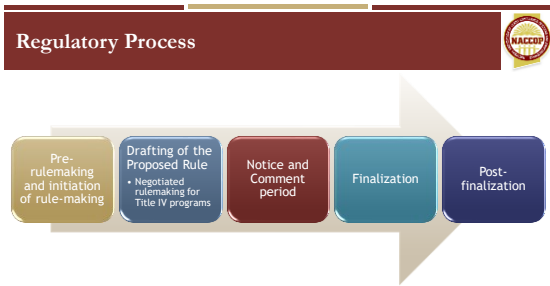 Regulatory Process
NACCOP
Pre-
rulemaking
and initiation
of rule-making
Drafting of the
Proposed Rule
• Negotiated
rulemaking for
Title IV programs
Notice and
Comment
period
Finalization
Post-
finalization